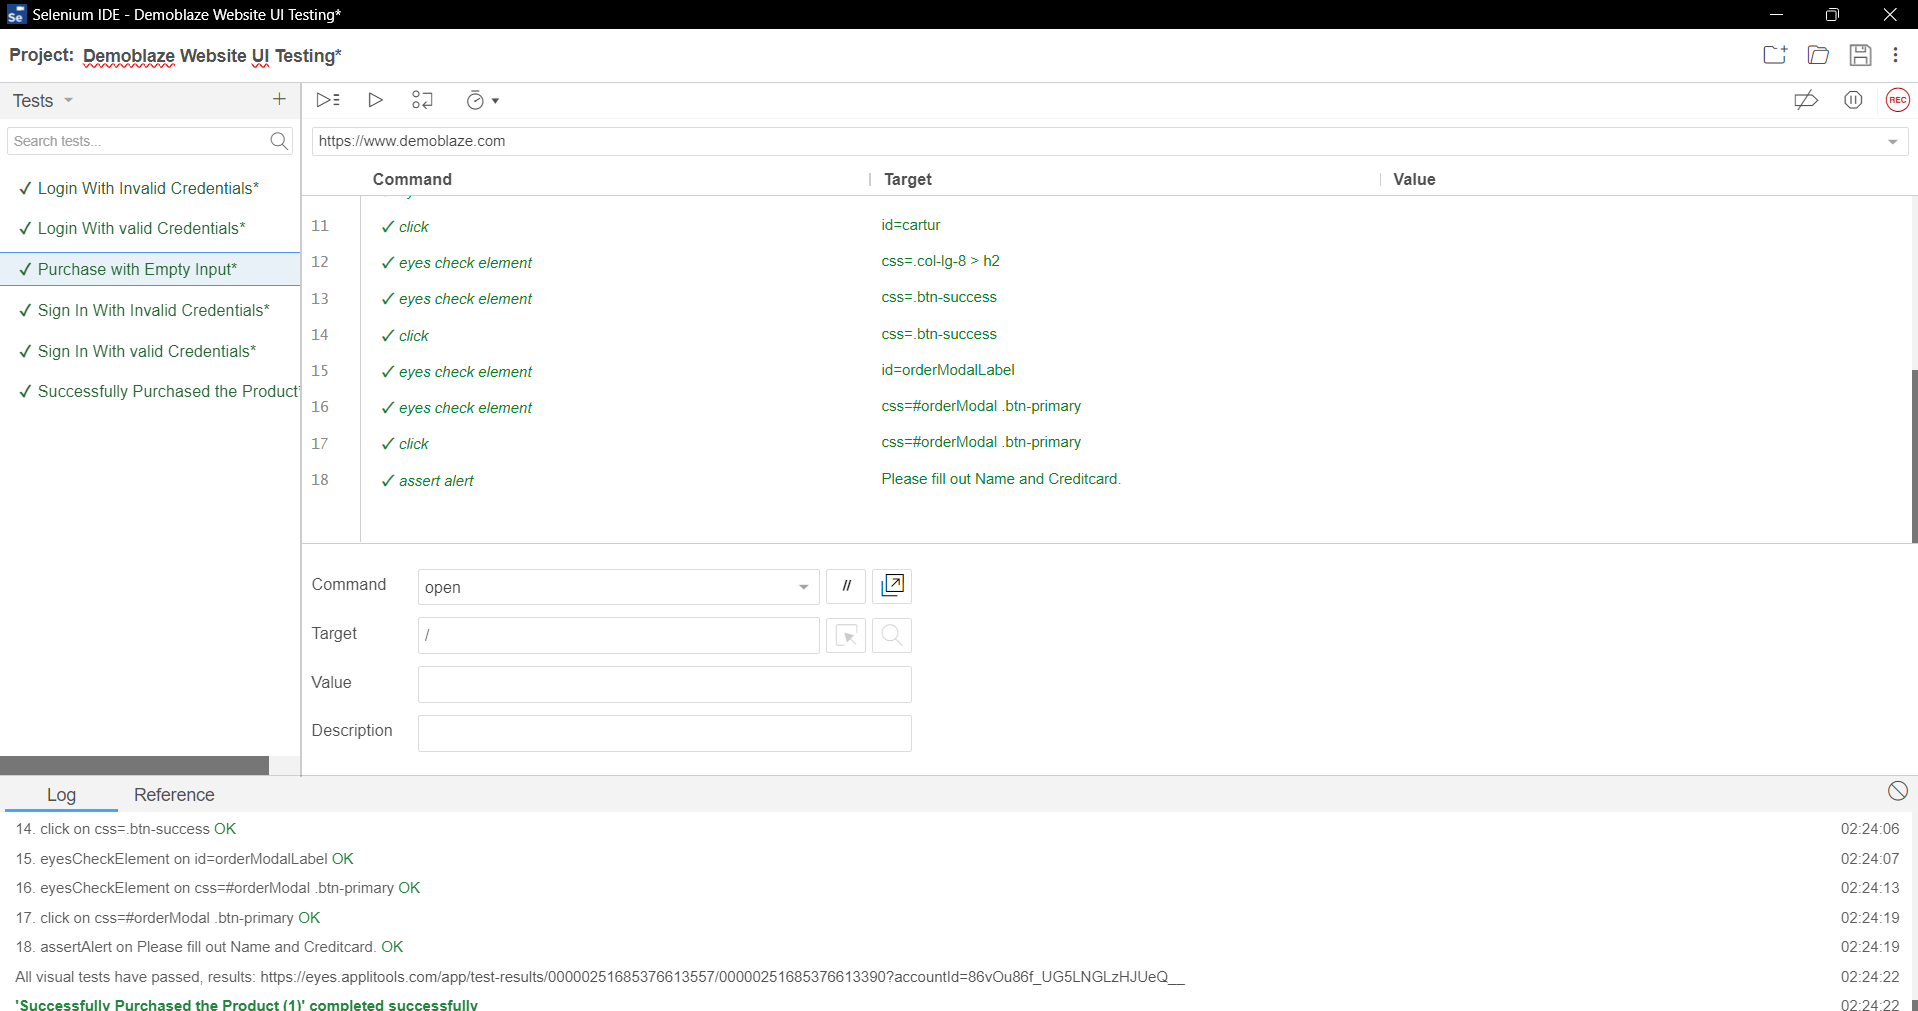 Selenium IDE - Demoblaze Website UI Testing*
Project: Demoblaze Website UI Testing*
Tests
Search tests...
✓ Login With Invalid Credentials*
✓ Login With valid Credentials*
✓ Purchase with Empty Input*
✓ Sign In With Invalid Credentials*
✓ Sign In With valid Credentials*
✓ Successfully Purchased the Product*
REC
https://www.demoblaze.com
Command Target Value
11 ✓ click id=cartur
12 ✓ eyes check element css=.col-lg-8 > h2
13 ✓ eyes check element css=.btn-success
14 ✓ click css=.btn-success
15 ✓ eyes check element id=orderModalLabel
16 ✓ eyes check element css=#orderModal .btn-primary
17 ✓ click css=#orderModal .btn-primary
18 ✓ assert alert Please fill out Name and Creditcard.
Command open //
Target /
Value
Description
Log Reference
14. click on css=.btn-success OK 02:24:06
15. eyesCheckElement on id=orderModalLabel OK 02:24:07
16. eyesCheckElement on css=#orderModal .btn-primary OK 02:24:13
17. click on css=#orderModal .btn-primary OK 02:24:19
18. assertAlert on Please fill out Name and Creditcard. OK 02:24:19
All visual tests have passed, results: https://eyes.applitools.com/app/test-results/00000251685376613557/00000251685376613390?accountId=86vOu86f_UG5LNGLzHJUeQ__ 02:24:22
'Successfully Purchased the Product (1)' completed successfully 02:24:22